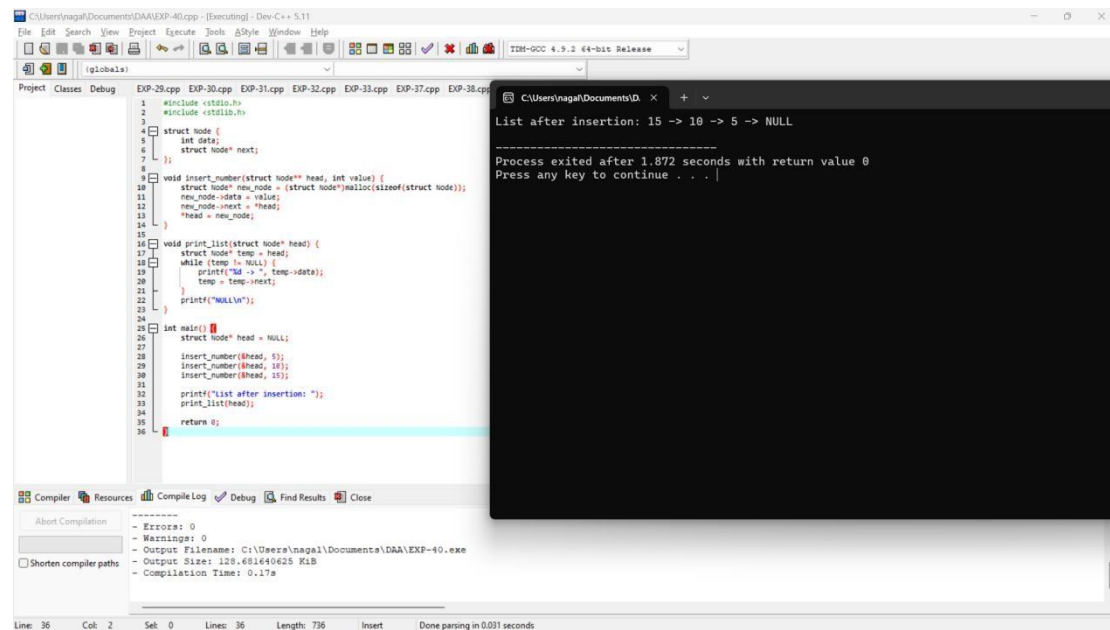 C:\Users\nagal\Documents\DAA\EXP-40.cpp - [Executing] - Dev-C++ 5.11
File Edit Search View Project Execute Tools AStyle Window Help
TDM-GCC 4.9.2 64-bit Release
(globals)
Project Classes Debug
EXP-29.cpp EXP-30.cpp EXP-31.cpp EXP-32.cpp EXP-33.cpp EXP-37.cpp EXP-38.cpp
1 #include <stdio.h>
2 #include <stdlib.h>
3
4 struct Node {
5 int data;
6 struct Node* next;
7 };
8
9 void insert_number(struct Node** head, int value) {
10 struct Node* new_node = (struct Node*)malloc(sizeof(struct Node));
11 new_node->data = value;
12 new_node->next = *head;
13 *head = new_node;
14 }
15
16 void print_list(struct Node* head) {
17 struct Node* temp = head;
18 while (temp != NULL) {
19 printf("%d -> ", temp->data);
20 temp = temp->next;
21 }
22 printf("NULL\n");
23 }
24
25 int main() {
26 struct Node* head = NULL;
27
28 insert_number(&head, 5);
29 insert_number(&head, 10);
30 insert_number(&head, 15);
31
32 printf("List after insertion: ");
33 print_list(head);
34
35 return 0;
36 }
C:\Users\nagal\Documents\D.
List after insertion: 15 -> 10 -> 5 -> NULL
--------------------------------
Process exited after 1.872 seconds with return value 0
Press any key to continue . . .
Compiler Resources Compile Log Debug Find Results Close
Abort Compilation
Shorten compiler paths
--------
- Errors: 0
- Warnings: 0
- Output Filename: C:\Users\nagal\Documents\DAA\EXP-40.exe
- Output Size: 128.681640625 KiB
- Compilation Time: 0.17s
Line: 36 Col: 2 Sel: 0 Lines: 36 Length: 736 Insert Done parsing in 0.031 seconds